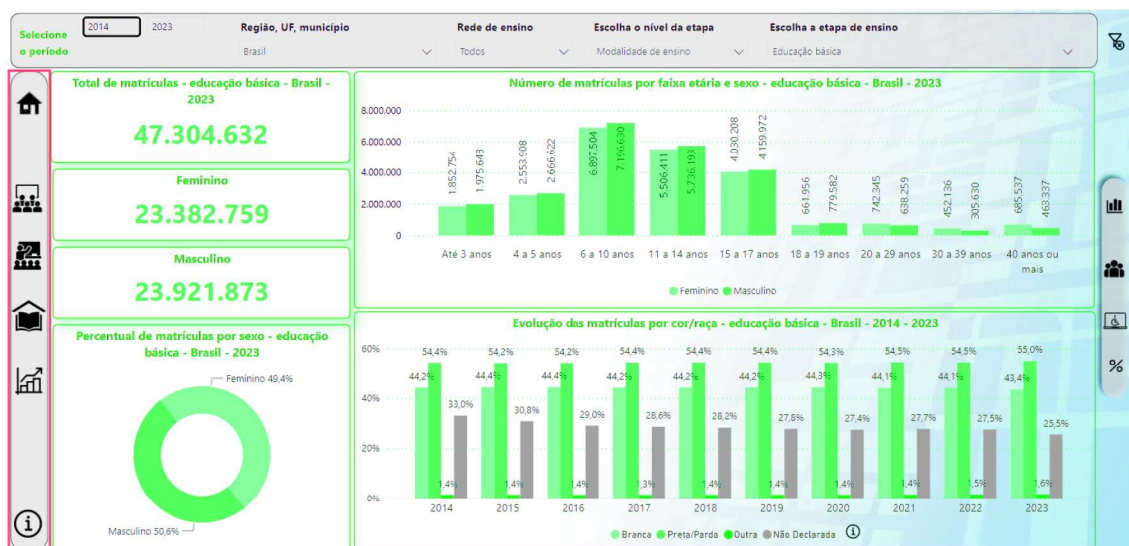 Selecione
o período
2014
2023
Região, UF, município
Brasil
Rede de ensino
Todos
Escolha o nível da etapa
Modalidade de ensino
Escolha a etapa de ensino
Educação básica
Total de matrículas - educação básica - Brasil -
2023
47.304.632
Feminino
23.382.759
Masculino
23.921.873
Percentual de matrículas por sexo - educação
básica - Brasil - 2023
Feminino 49,4%
Masculino 50,6%
Número de matrículas por faixa etária e sexo - educação básica - Brasil - 2023
8.000.000
6.000.000
4.000.000
2.000.000
0
1.852.754
1.975.643
2.553.908
2.666.622
6.897.504
7.196.630
5.506.411
5.736.193
4.030.208
4.159.972
661.956
779.582
742.345
638.259
452.136
305.630
685.537
463.337
Até 3 anos
4 a 5 anos
6 a 10 anos
11 a 14 anos
15 a 17 anos
18 a 19 anos
20 a 29 anos
30 a 39 anos
40 anos ou
mais
Feminino
Masculino
Evolução das matrículas por cor/raça - educação básica - Brasil - 2014 - 2023
60%
40%
20%
0%
44,2%
54,4%
1,4%
33,0%
44,4%
54,2%
1,4%
30,8%
44,4%
54,2%
1,4%
29,0%
44,2%
54,4%
1,3%
28,6%
44,2%
54,4%
1,4%
28,2%
44,2%
54,4%
1,4%
27,8%
44,3%
54,3%
1,4%
27,4%
44,1%
54,5%
1,4%
27,7%
44,1%
54,5%
1,5%
27,5%
43,4%
55,0%
1,6%
25,5%
2014
2015
2016
2017
2018
2019
2020
2021
2022
2023
Branca
Preta/Parda
Outra
Não Declarada
i
%
i